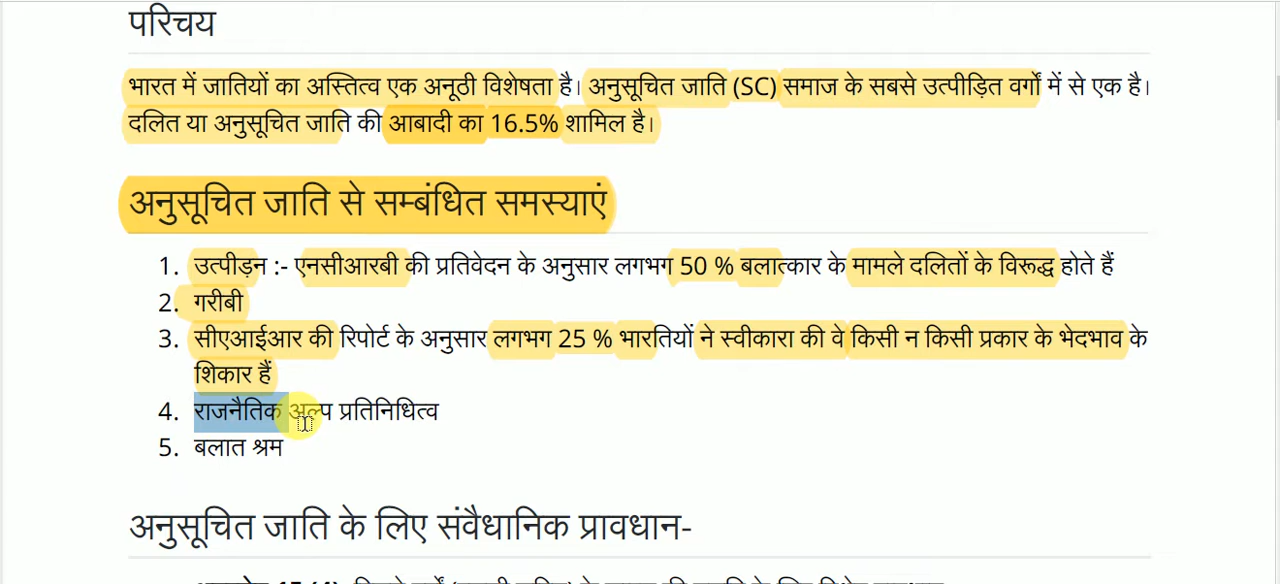 परिचय
भारत में जातियों का अस्तित्व एक अनूठी विशेषता है। अनुसूचित जाति (SC) समाज के सबसे उत्पीड़ित वर्गों में से एक है।
दलित या अनुसूचित जाति की आबादी का 16.5% शामिल है।
अनुसूचित जाति से सम्बंधित समस्याएं
1. उत्पीड़न :- एनसीआरबी की प्रतिवेदन के अनुसार लगभग 50 % बलात्कार के मामले दलितों के विरूद्ध होते हैं
2. गरीबी
3. सीएआईआर की रिपोर्ट के अनुसार लगभग 25 % भारतियों ने स्वीकारा की वे किसी न किसी प्रकार के भेदभाव के
शिकार हैं
4. राजनैतिक अल्प प्रतिनिधित्व
5. बलात श्रम
अनुसूचित जाति के लिए संवैधानिक प्रावधान-